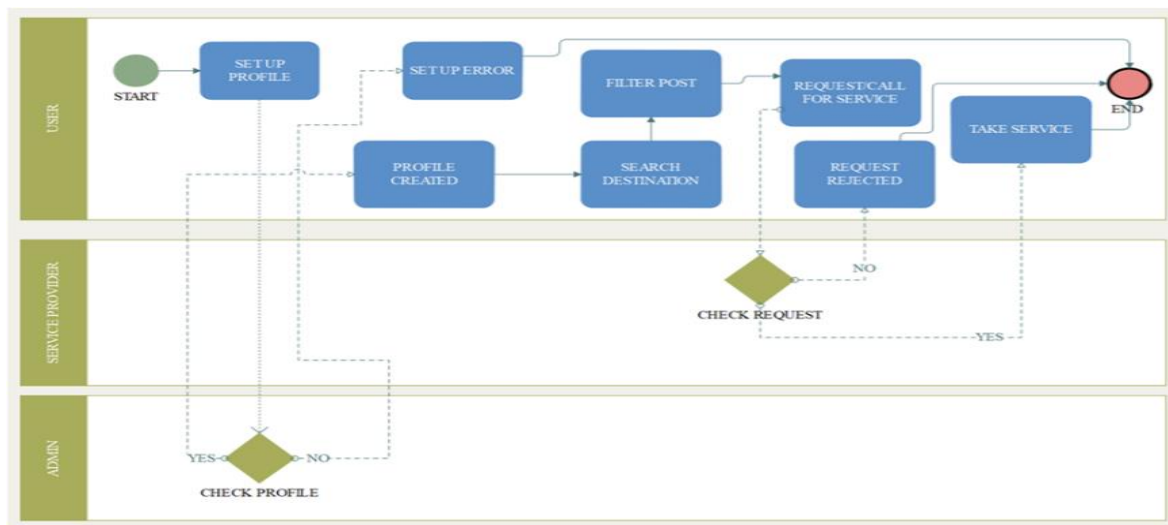 USER
START
SET UP
PROFILE
SET UP ERROR
FILTER POST
REQUEST/CALL
FOR SERVICE
END
TAKE SERVICE
PROFILE
CREATED
SEARCH
DESTINATION
REQUEST
REJECTED
SERVICE PROVIDER
NO
CHECK REQUEST
YES
ADMIN
YES
NO
CHECK PROFILE